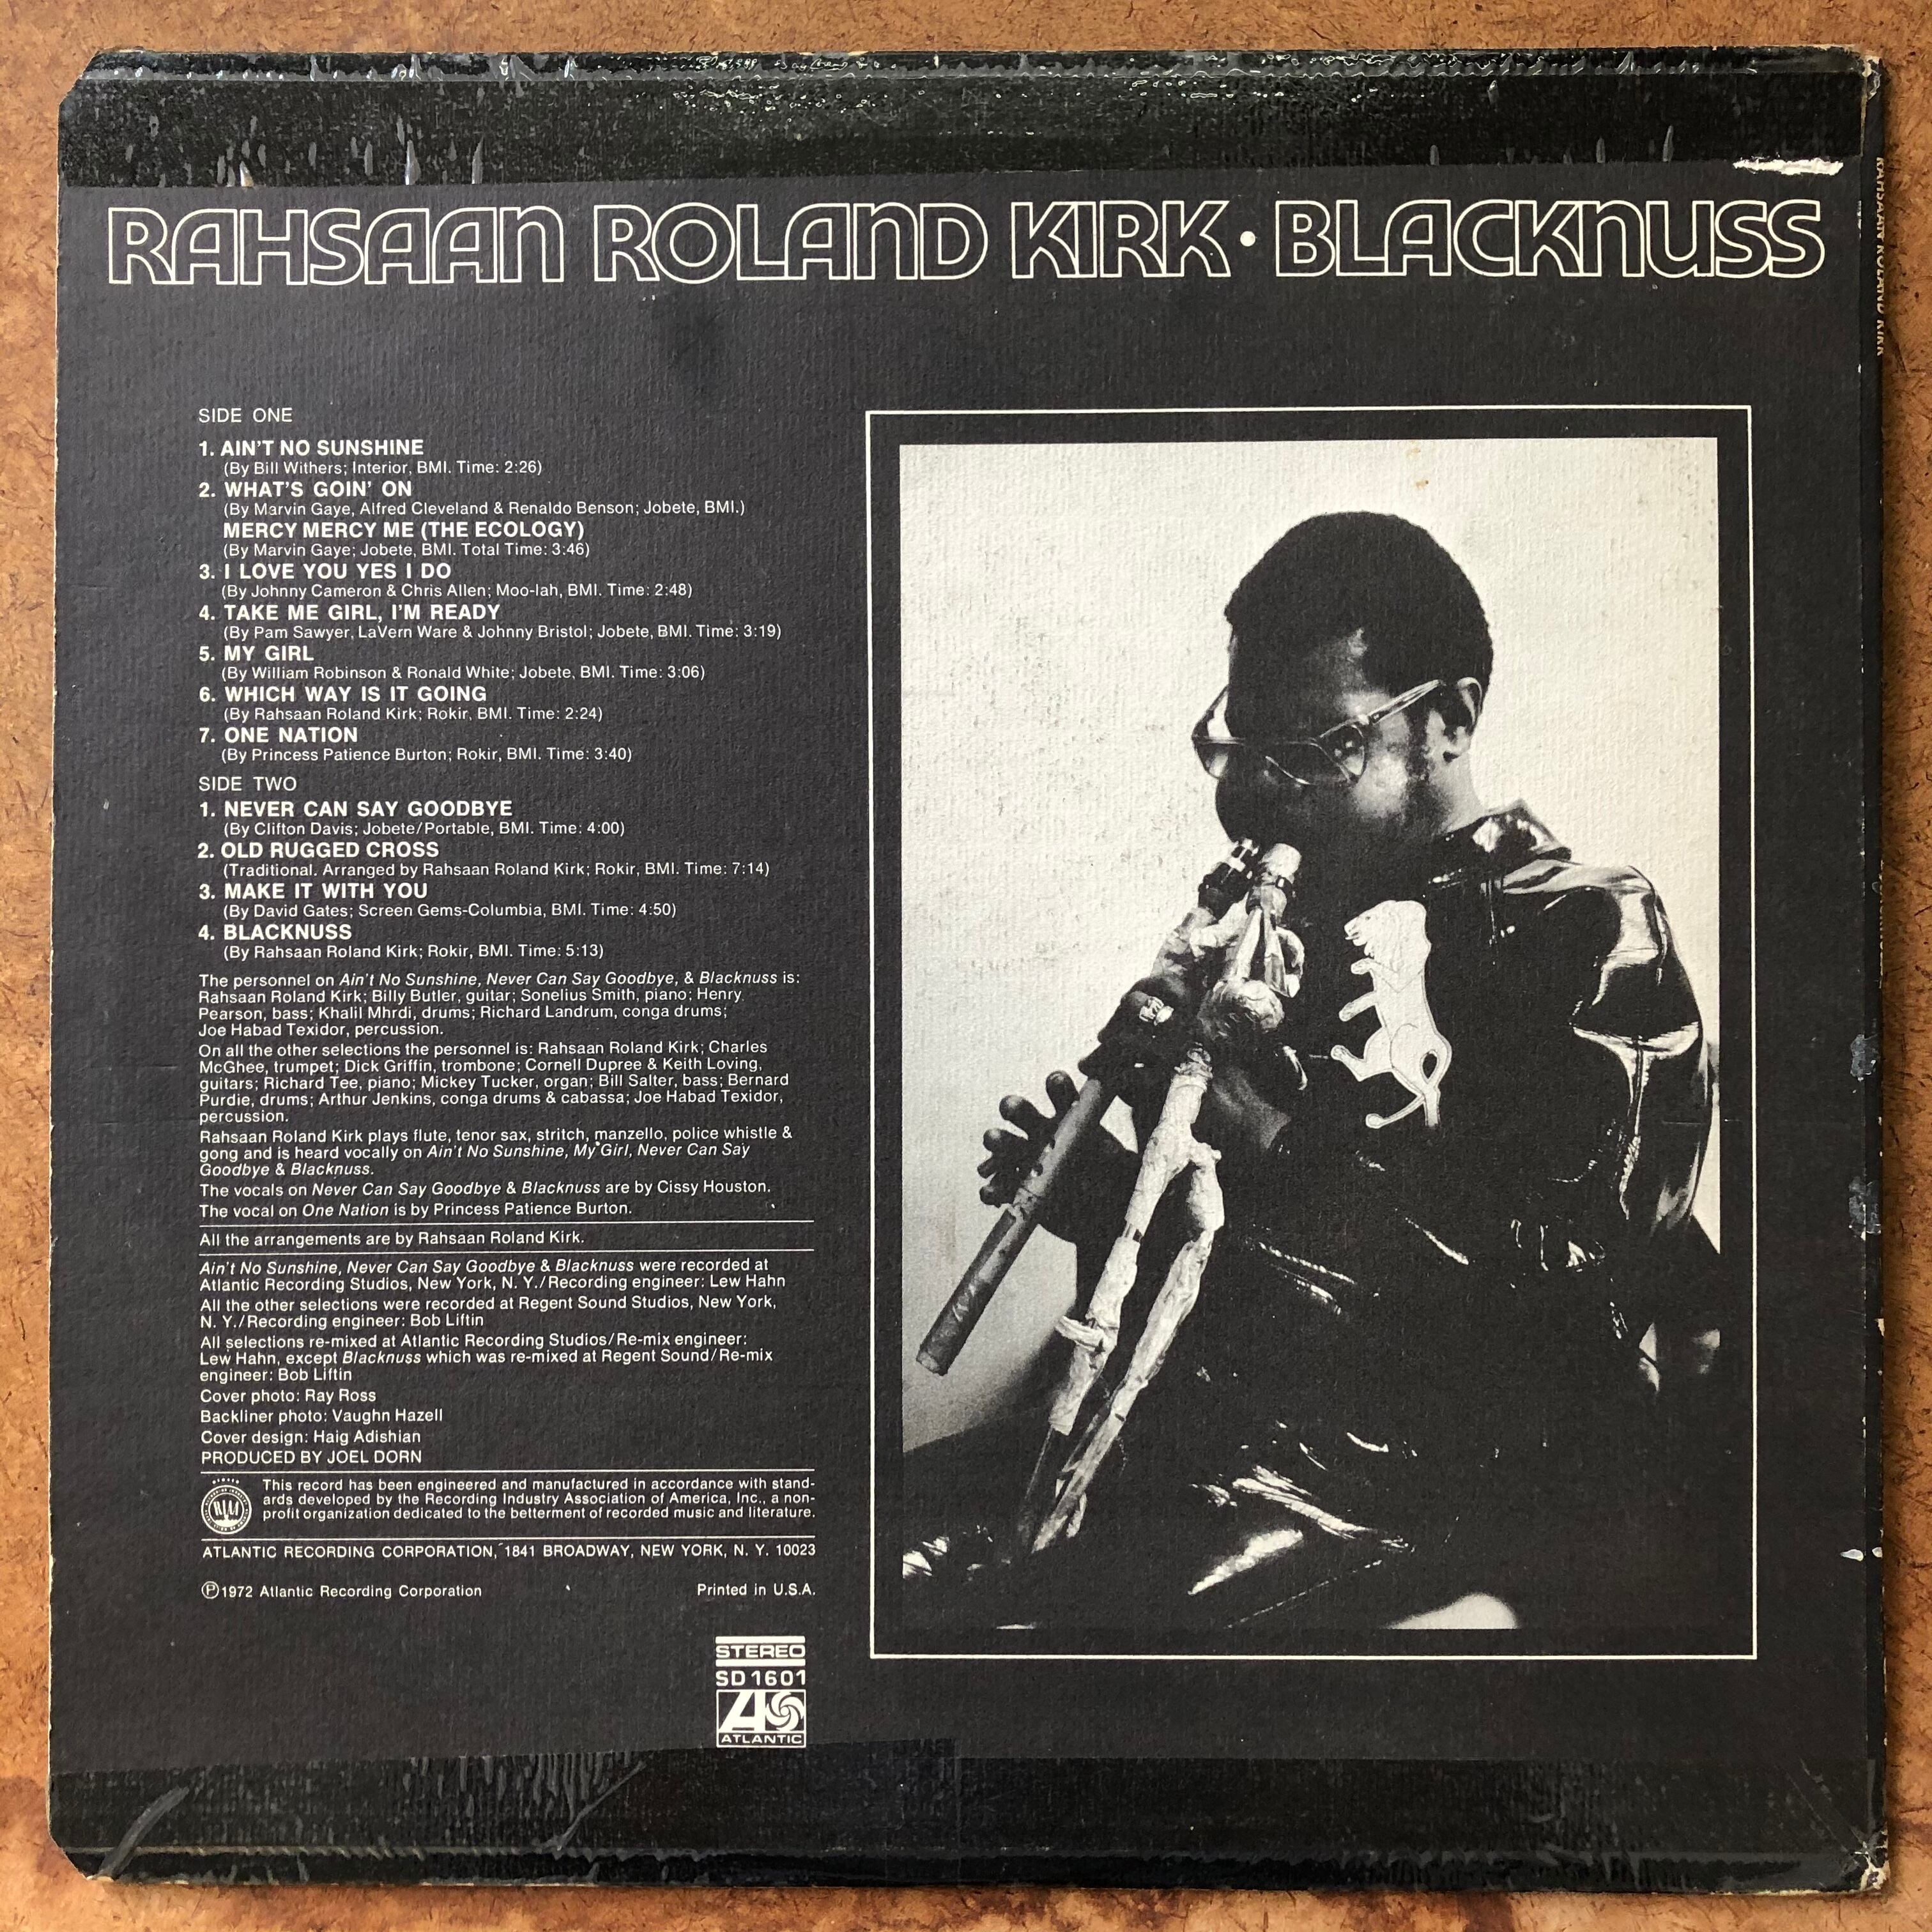 RAHSAAN ROLAND KIRK · BLACKNUSS
SIDE ONE
1. AIN'T NO SUNSHINE
(By Bill Withers; Interior, BMI. Time: 2:26)
2. WHAT'S GOIN' ON
(By Marvin Gaye, Alfred Cleveland & Renaldo Benson; Jobete, BMI.)
MERCY MERCY ME (THE ECOLOGY)
(By Marvin Gaye; Jobete, BMI. Total Time: 3:46)
3. I LOVE YOU YES I DO
(By Johnny Cameron & Chris Allen; Moo-lah, BMI. Time: 2:48)
4. TAKE ME GIRL, I'M READY
(By Pam Sawyer, LaVern Ware & Johnny Bristol; Jobete, BMI. Time: 3:19)
5. MY GIRL
(By William Robinson & Ronald White; Jobete, BMI. Time: 3:06)
6. WHICH WAY IS IT GOING
(By Rahsaan Roland Kirk; Rokir, BMI. Time: 2:24)
7. ONE NATION
(By Princess Patience Burton; Rokir, BMI. Time: 3:40)
SIDE TWO
1. NEVER CAN SAY GOODBYE
(By Clifton Davis; Jobete/Portable, BMI. Time: 4:00)
2. OLD RUGGED CROSS
(Traditional. Arranged by Rahsaan Roland Kirk; Rokir, BMI. Time: 7:14)
3. MAKE IT WITH YOU
(By David Gates; Screen Gems-Columbia, BMI. Time: 4:50)
4. BLACKNUSS
(By Rahsaan Roland Kirk; Rokir, BMI. Time: 5:13)
The personnel on Ain't No Sunshine, Never Can Say Goodbye, & Blacknuss is:
Rahsaan Roland Kirk; Billy Butler, guitar; Sonelius Smith, piano; Henry
Pearson, bass; Khalil Mhrdi, drums; Richard Landrum, conga drums;
Joe Habad Texidor, percussion.
On all the other selections the personnel is: Rahsaan Roland Kirk; Charles
McGhee, trumpet; Dick Griffin, trombone; Cornell Dupree & Keith Loving,
guitars; Richard Tee, piano; Mickey Tucker, organ; Bill Salter, bass; Bernard
Purdie, drums; Arthur Jenkins, conga drums & cabassa; Joe Habad Texidor,
percussion.
Rahsaan Roland Kirk plays flute, tenor sax, stritch, manzello, police whistle &
gong and is heard vocally on Ain't No Sunshine, My Girl, Never Can Say
Goodbye & Blacknuss.
The vocals on Never Can Say Goodbye & Blacknuss are by Cissy Houston.
The vocal on One Nation is by Princess Patience Burton.
All the arrangements are by Rahsaan Roland Kirk.
Ain't No Sunshine, Never Can Say Goodbye & Blacknuss were recorded at
Atlantic Recording Studios, New York, N. Y./Recording engineer: Lew Hahn
All the other selections were recorded at Regent Sound Studios, New York,
N. Y./Recording engineer: Bob Liftin
All selections re-mixed at Atlantic Recording Studios/Re-mix engineer:
Lew Hahn, except Blacknuss which was re-mixed at Regent Sound/Re-mix
engineer: Bob Liftin
Cover photo: Ray Ross
Backliner photo: Vaughn Hazell
Cover design: Haig Adishian
PRODUCED BY JOEL DORN
RIAA
This record has been engineered and manufactured in accordance with stand-
ards developed by the Recording Industry Association of America, Inc., a non-
profit organization dedicated to the betterment of recorded music and literature.
ATLANTIC RECORDING CORPORATION, 1841 BROADWAY, NEW YORK, N. Y. 10023
Ⓟ1972 Atlantic Recording Corporation Printed in U.S.A.
STEREO
SD 1601
A
ATLANTIC
RAHSAAN ROLAND KIRK